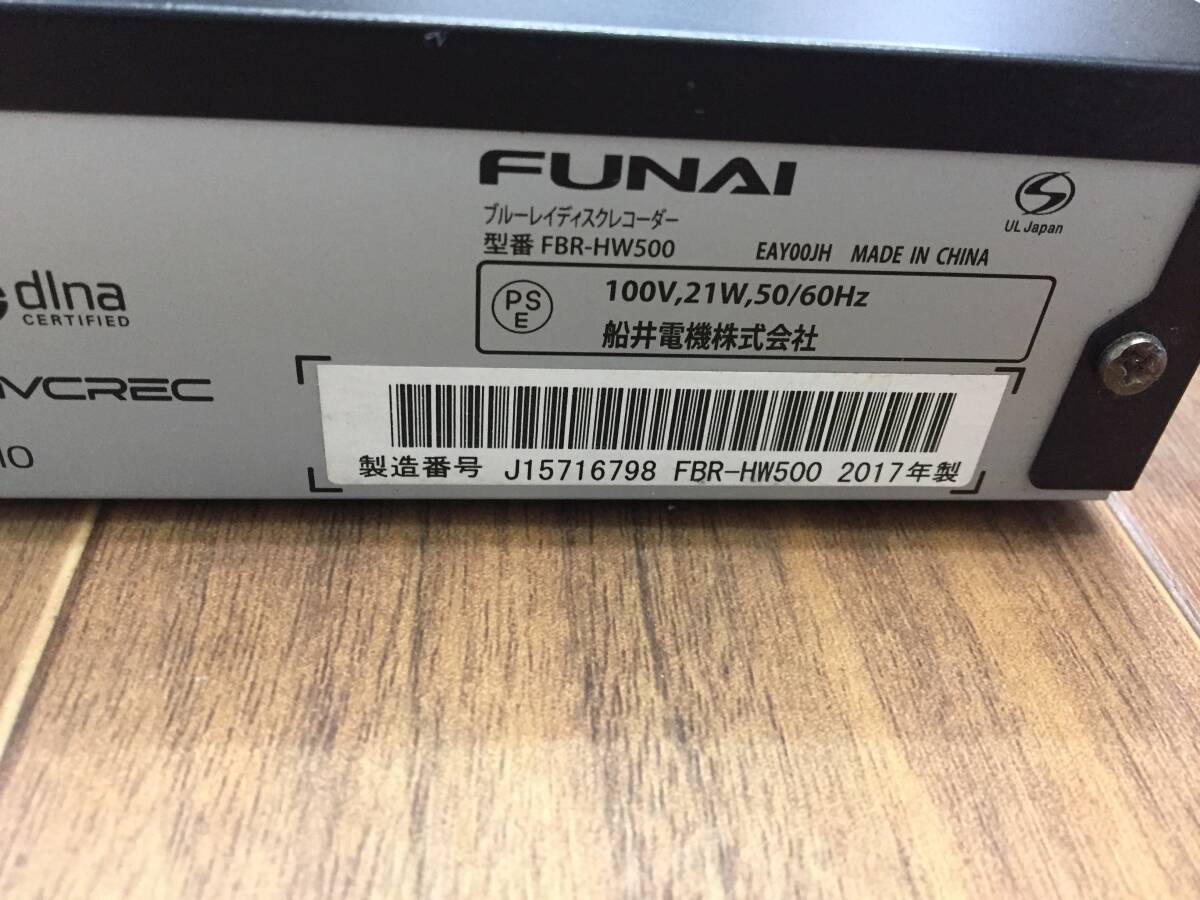 FUNAI
ブルーレイディスクレコーダー
型番 FBR-HW500 EAY00JH MADE IN CHINA
UL Japan
PS
E
100V,21W,50/60Hz
船井電機株式会社
dlna
CERTIFIED
VCREC
製造番号 J15716798 FBR-HW500 2017年製